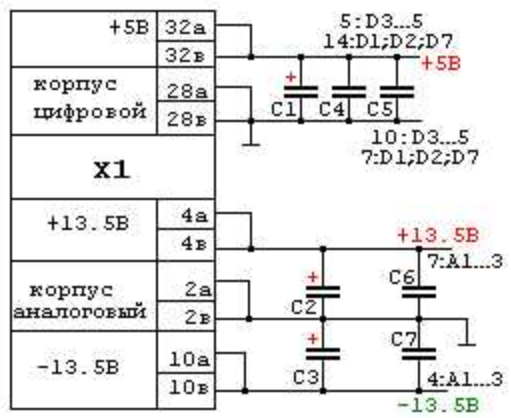 +5В 32а
32в
корпус
цифровой
28а
28в
X1
+13.5В
4а
4в
корпус
аналоговый
2а
2в
-13.5В
10а
10в
5:D3...5
14:D1;D2;D7
+5В
+
C1 C4 C5
10:D3...5
7:D1;D2;D7
+13.5В
7:A1...3
+
C2
C6
+
C3
C7
4:A1...3
-13.5В